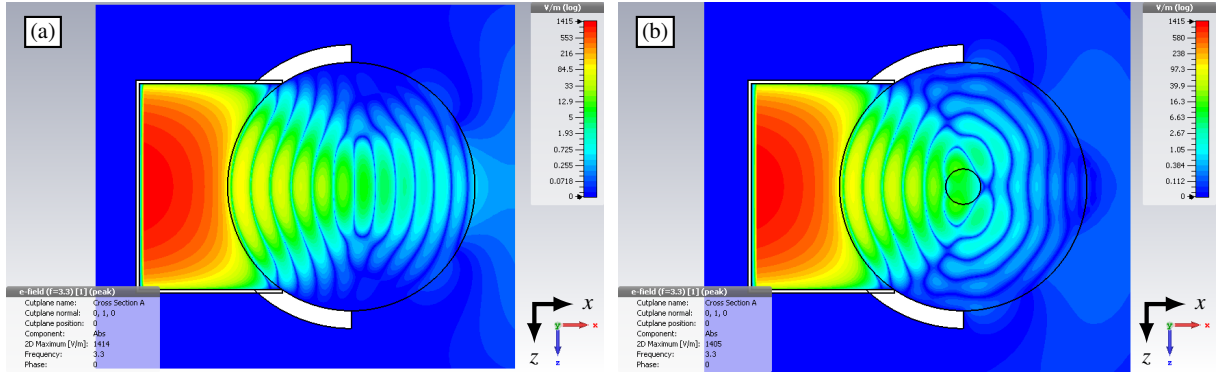 (a)
V/m (log)
1415
553
216
84.5
33
12.9
5
1.93
0.725
0.255
0.0718
0
e-field (f=3.3) [1] (peak)
Cutplane name: Cross Section A
Cutplane normal: 0, 1, 0
Cutplane position: 0
Component: Abs
2D Maximum [V/m]: 1414
Frequency: 3.3
Phase: 0
x
z
x
y
z
(b)
V/m (log)
1415
621
238
97.3
39.9
16.3
6.63
2.67
1.05
0.384
0.112
0
e-field (f=3.3) [1] (peak)
Cutplane name: Cross Section A
Cutplane normal: 0, 1, 0
Cutplane position: 0
Component: Abs
2D Maximum [V/m]: 1405
Frequency: 3.3
Phase: 0
x
z
x
y
z